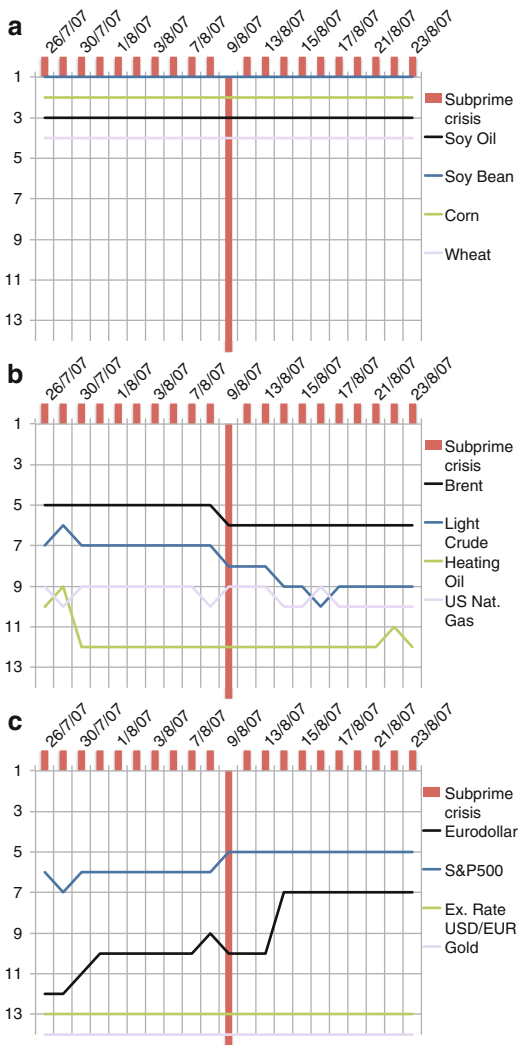 a
26/7/07 30/7/07 1/8/07 3/8/07 7/8/07 9/8/07 13/8/07 15/8/07 17/8/07 21/8/07 23/8/07
1
3
5
7
9
11
13
Subprime
crisis
Soy Oil
Soy Bean
Corn
Wheat
b
26/7/07 30/7/07 1/8/07 3/8/07 7/8/07 9/8/07 13/8/07 15/8/07 17/8/07 21/8/07 23/8/07
1
3
5
7
9
11
13
Subprime
crisis
Brent
Light
Crude
Heating
Oil
US Nat.
Gas
c
26/7/07 30/7/07 1/8/07 3/8/07 7/8/07 9/8/07 13/8/07 15/8/07 17/8/07 21/8/07 23/8/07
1
3
5
7
9
11
13
Subprime
crisis
Eurodollar
S&P500
Ex. Rate
USD/EUR
Gold